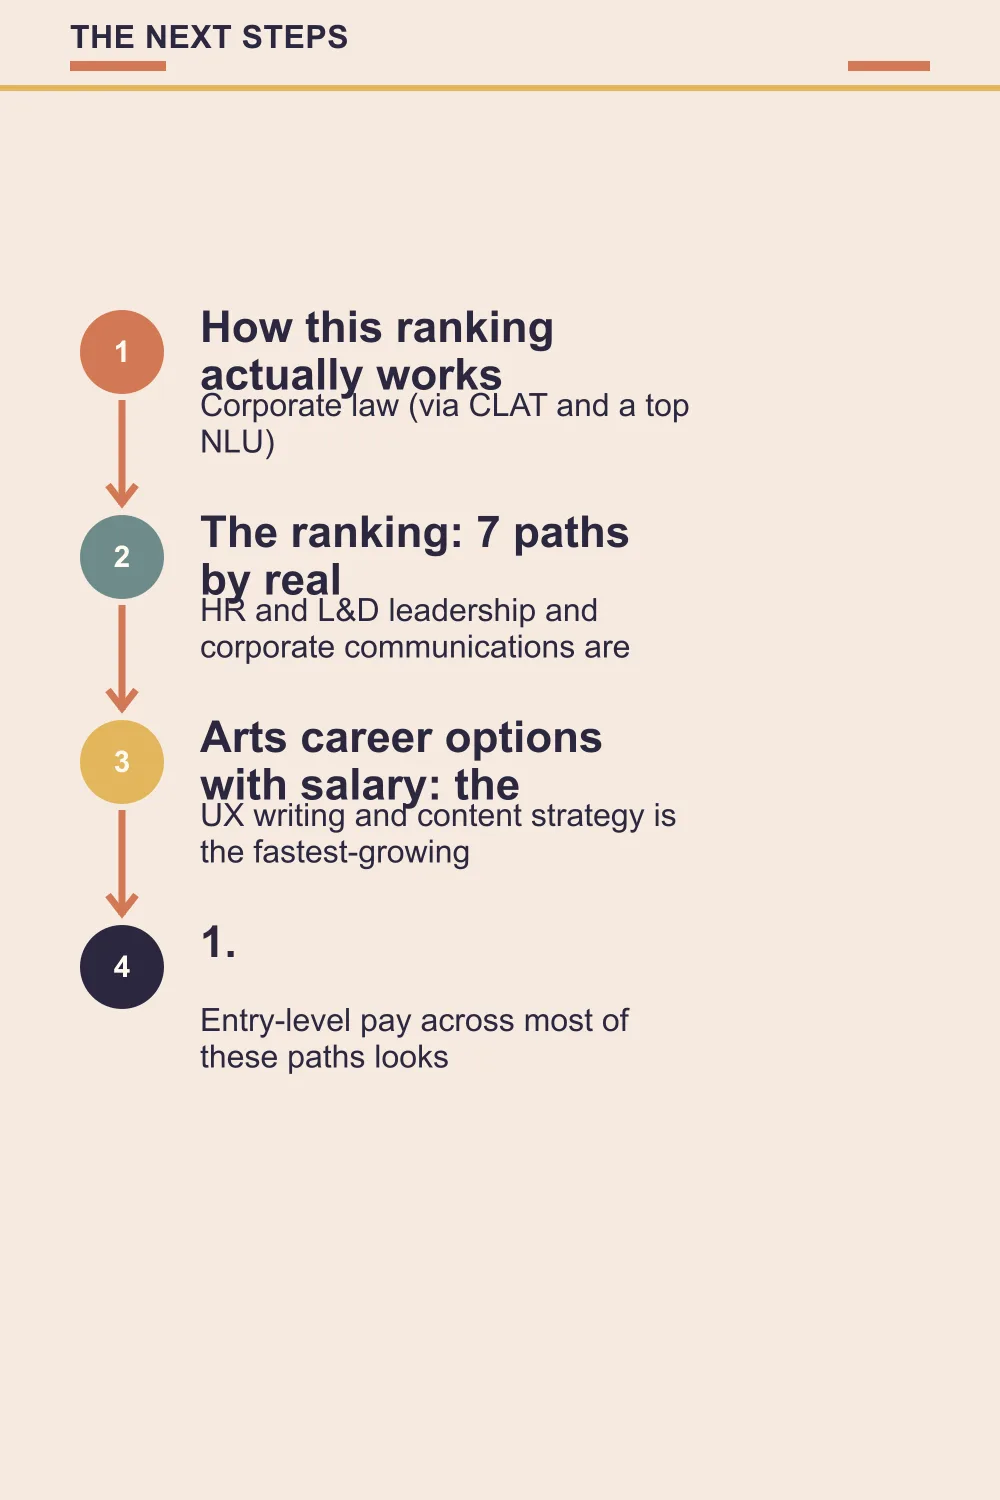 THE NEXT STEPS
1
How this ranking
actually works
Corporate law (via CLAT and a top
NLU)
2
The ranking: 7 paths
by real
HR and L&D leadership and
corporate communications are
3
Arts career options
with salary: the
UX writing and content strategy is
the fastest-growing
4
1.
Entry-level pay across most of
these paths looks